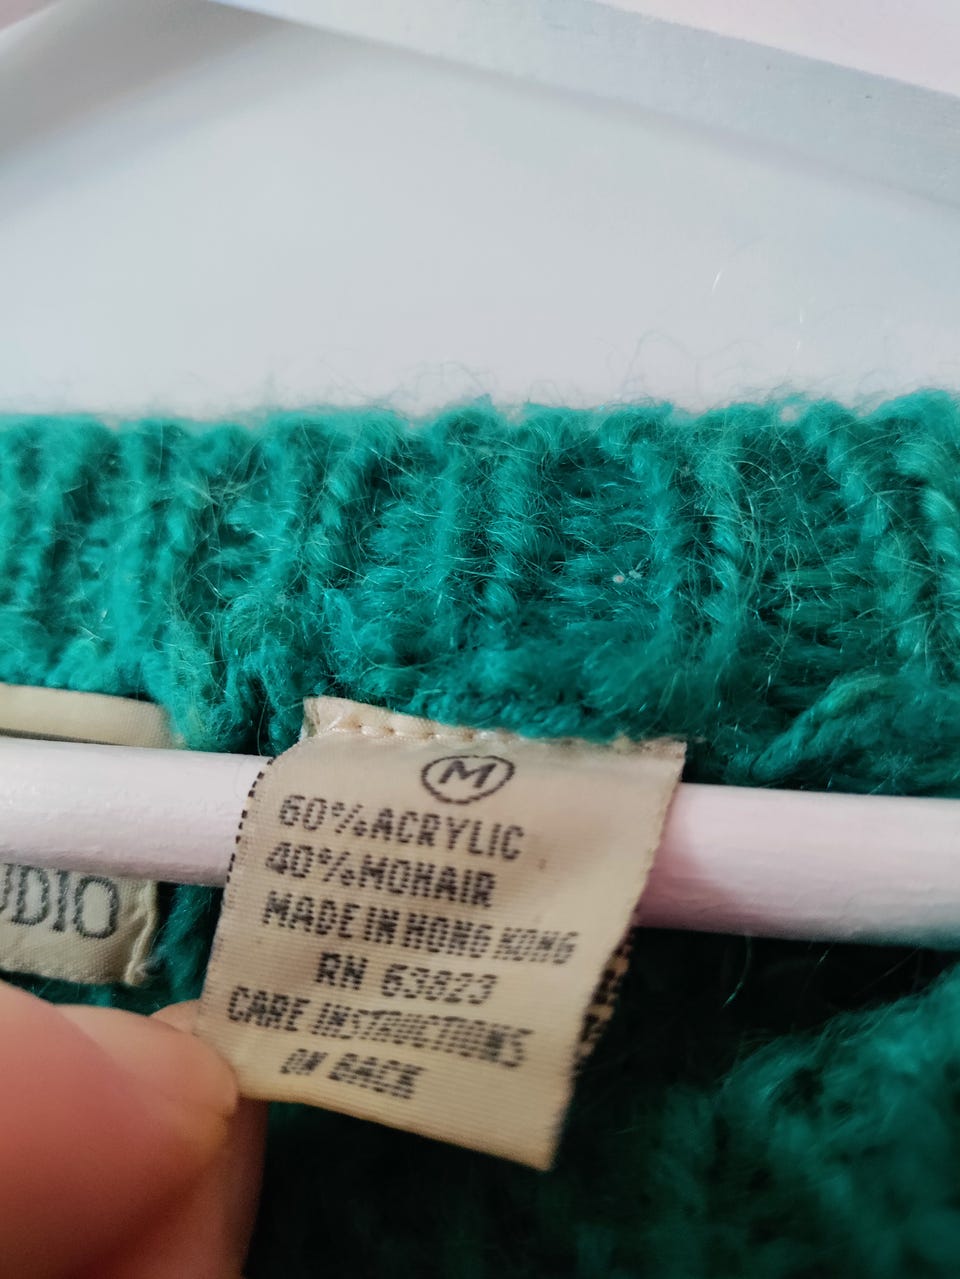 M
60% ACRYLIC
40% MOHAIR
MADE IN HONG KONG
RN 63823
CARE INSTRUCTIONS
ON BACK
UDIO